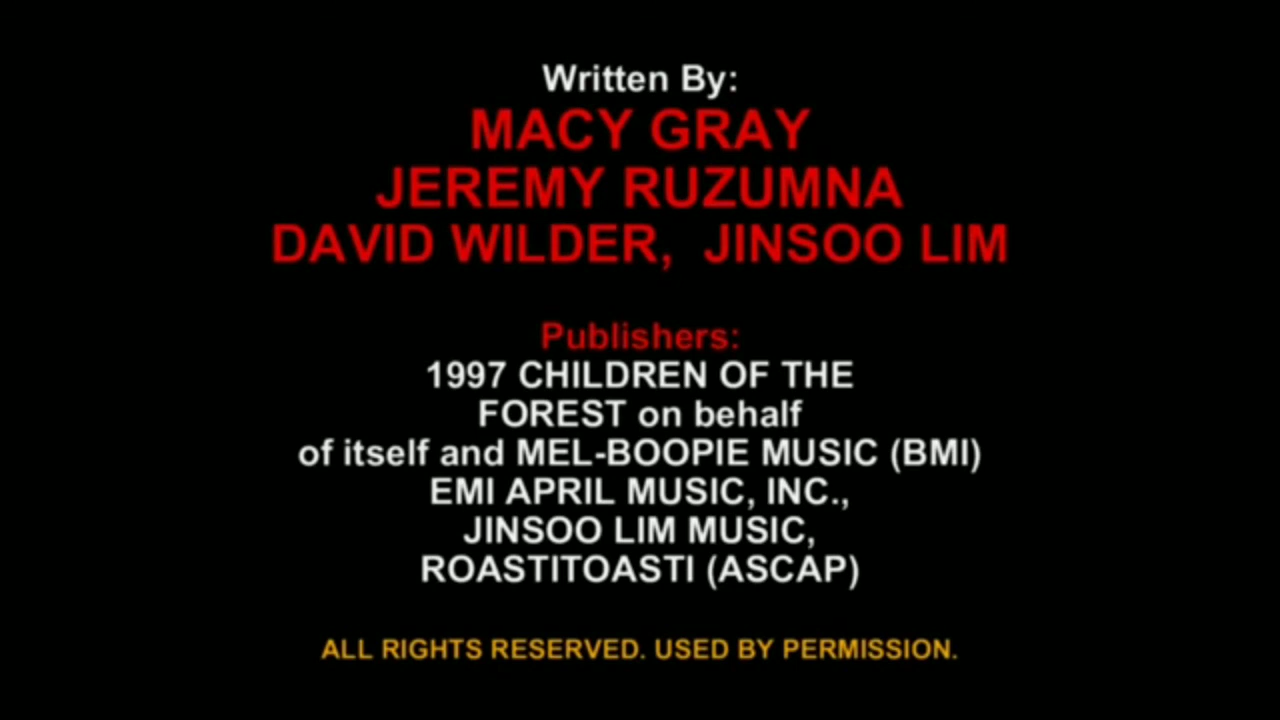 Written By:
MACY GRAY
JEREMY RUZUMNA
DAVID WILDER, JINSOO LIM
Publishers:
1997 CHILDREN OF THE
FOREST on behalf
of itself and MEL-BOOPIE MUSIC (BMI)
EMI APRIL MUSIC, INC.,
JINSOO LIM MUSIC,
ROASTITOASTI (ASCAP)
ALL RIGHTS RESERVED. USED BY PERMISSION.